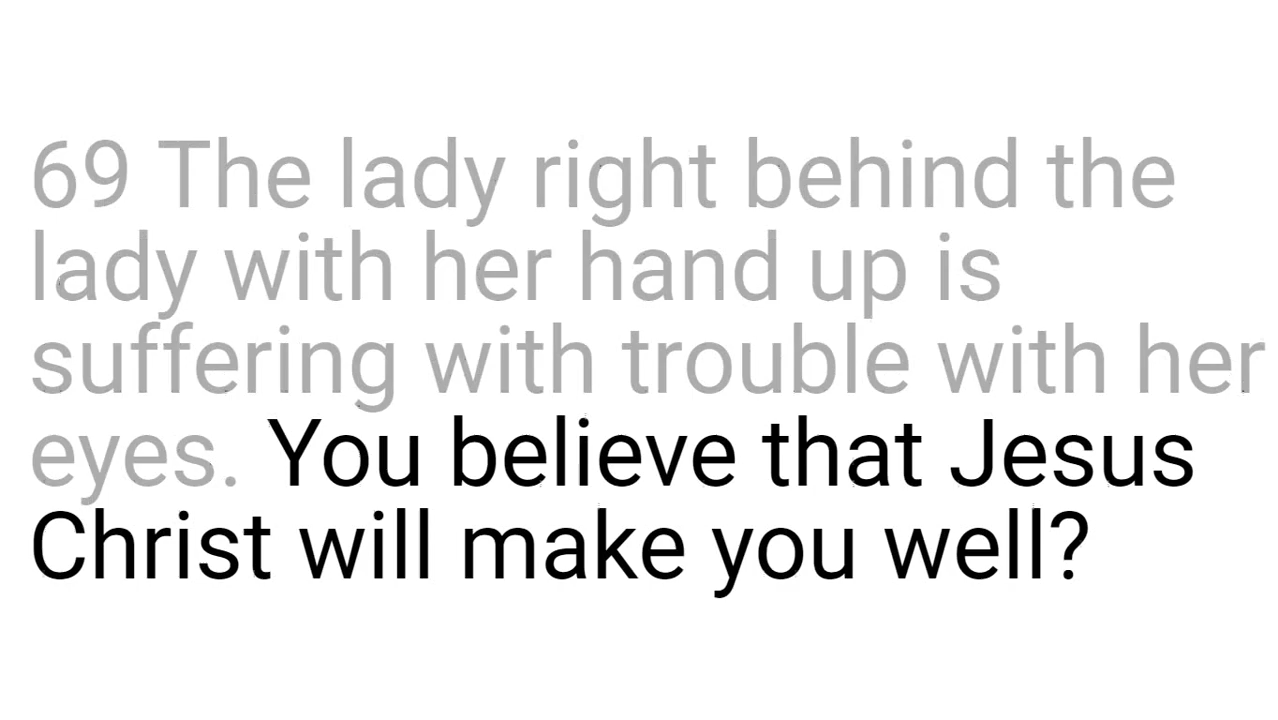 69 The lady right behind the
lady with her hand up is
suffering with trouble with her
eyes. You believe that Jesus
Christ will make you well?